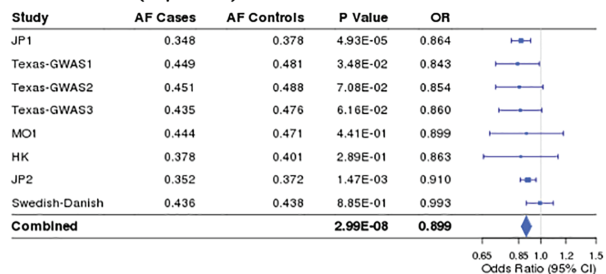 Study AF Cases AF Controls P Value OR
JP1 0.348 0.378 4.93E-05 0.864
Texas-GWAS1 0.449 0.481 3.48E-02 0.843
Texas-GWAS2 0.451 0.488 7.08E-02 0.854
Texas-GWAS3 0.435 0.476 6.16E-02 0.860
MO1 0.444 0.471 4.41E-01 0.899
HK 0.378 0.401 2.89E-01 0.863
JP2 0.352 0.372 1.47E-03 0.910
Swedish-Danish 0.436 0.438 8.85E-01 0.993
Combined 2.99E-08 0.899
0.65 0.85 1.0 1.2 1.5
Odds Ratio (95% CI)